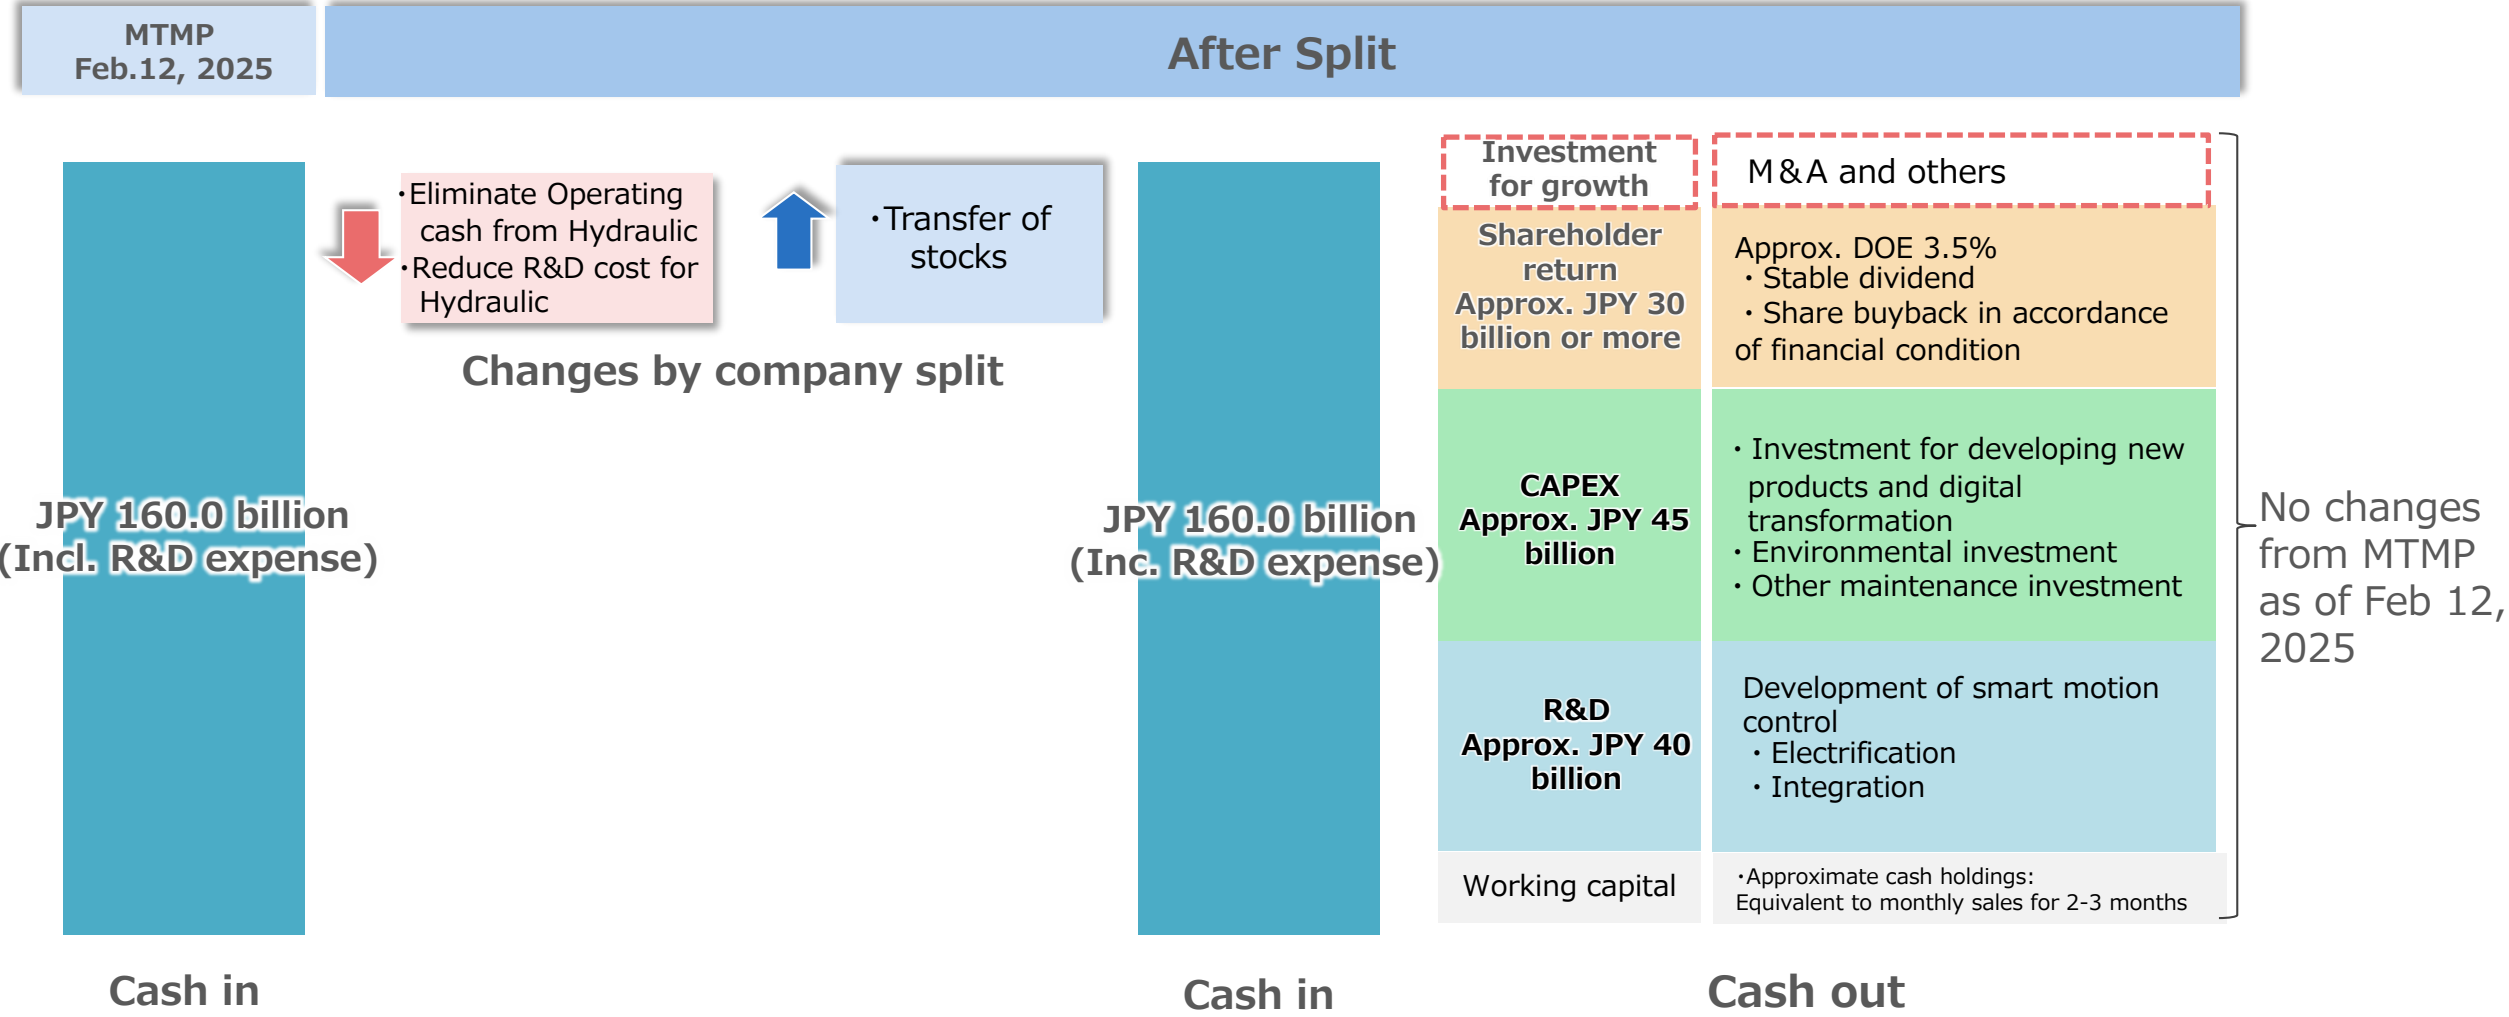 MTMP
Feb.12, 2025
After Split
JPY 160.0 billion
(Incl. R&D expense)
Cash in
・Eliminate Operating
cash from Hydraulic
・Reduce R&D cost for
Hydraulic
・Transfer of
stocks
Changes by company split
JPY 160.0 billion
(Inc. R&D expense)
Cash in
Investment
for growth
M&A and others
Shareholder
return
Approx. JPY 30
billion or more
Approx. DOE 3.5%
・Stable dividend
・Share buyback in accordance
of financial condition
CAPEX
Approx. JPY 45
billion
・Investment for developing new
products and digital
transformation
・Environmental investment
・Other maintenance investment
R&D
Approx. JPY 40
billion
Development of smart motion
control
・Electrification
・Integration
Working capital
・Approximate cash holdings:
Equivalent to monthly sales for 2-3 months
Cash out
No changes
from MTMP
as of Feb 12,
2025